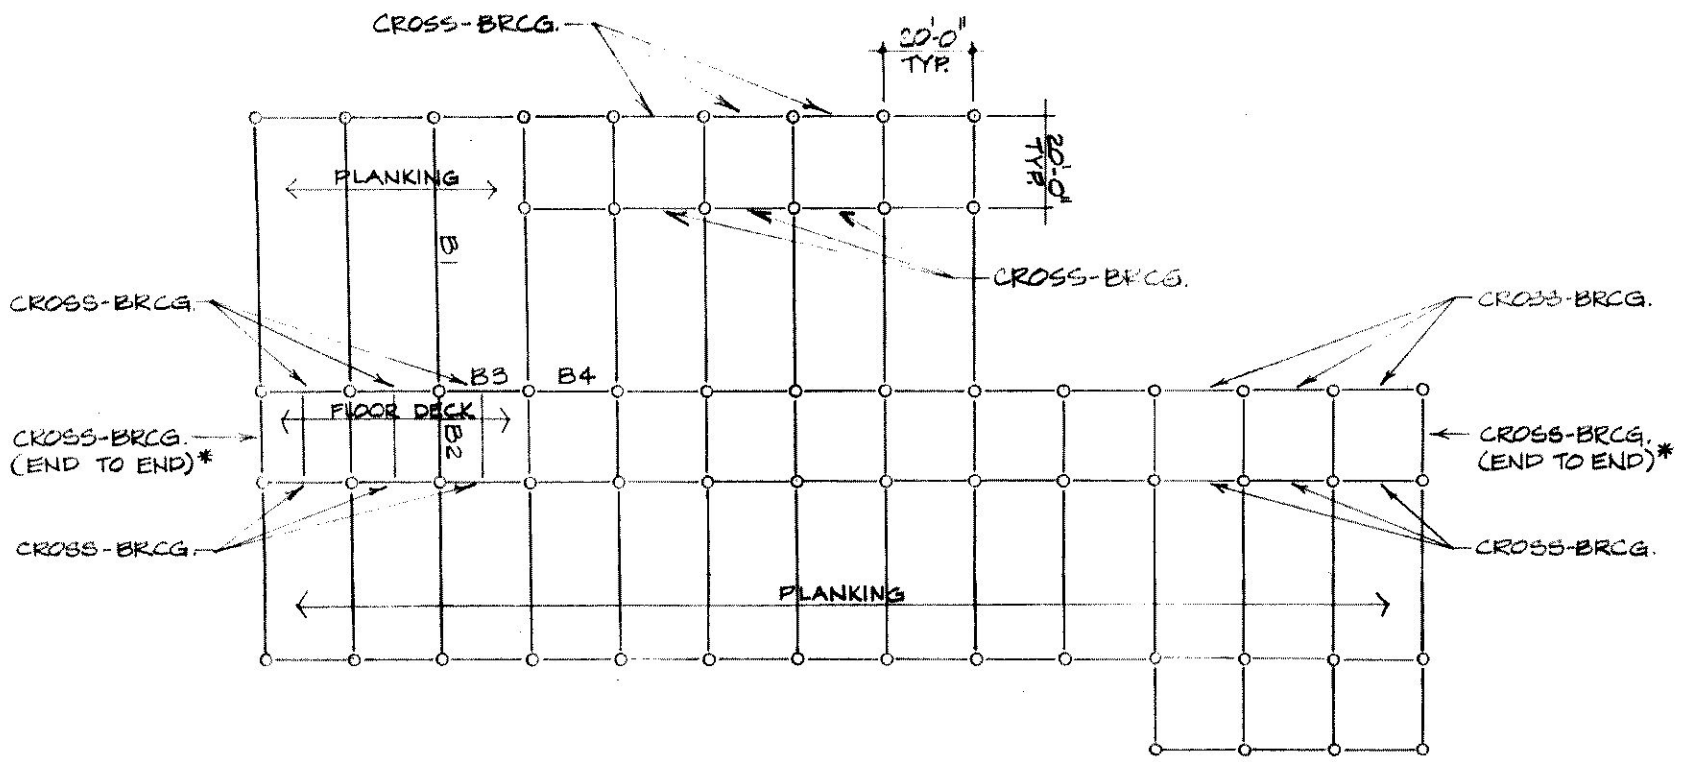 CROSS-BRCG.
20'-0"
TYP.
20'-0"
TYP.
PLANKING
B1
CROSS-BRCG.
CROSS-BRCG.
CROSS-BRCG.
B3
B4
FLOOR DECK
B2
CROSS-BRCG.
(END TO END)*
CROSS-BRCG.
(END TO END)*
CROSS-BRCG.
CROSS-BRCG.
PLANKING